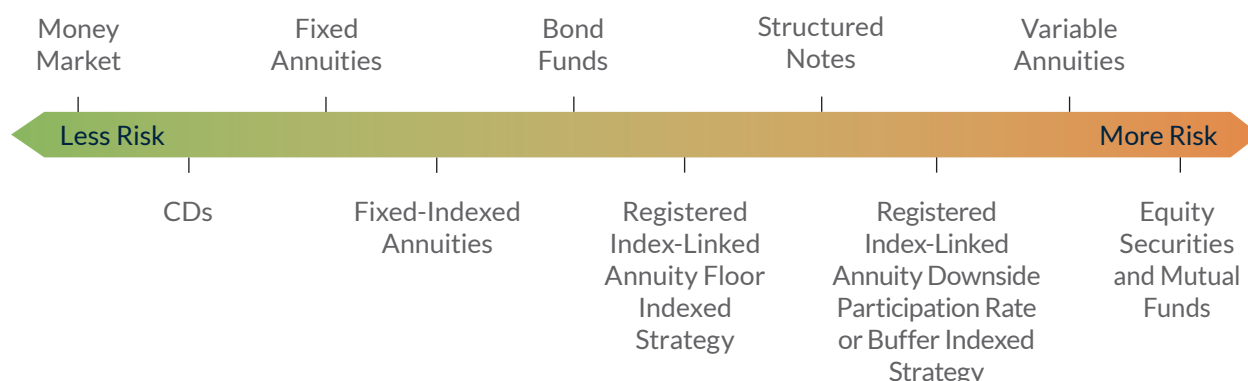 Money
Market
Fixed
Annuities
Bond
Funds
Structured
Notes
Variable
Annuities
Less Risk
More Risk
CDs
Fixed-Indexed
Annuities
Registered
Index-Linked
Annuity Floor
Indexed
Strategy
Registered
Index-Linked
Annuity Downside
Participation Rate
or Buffer Indexed
Strategy
Equity
Securities
and Mutual
Funds